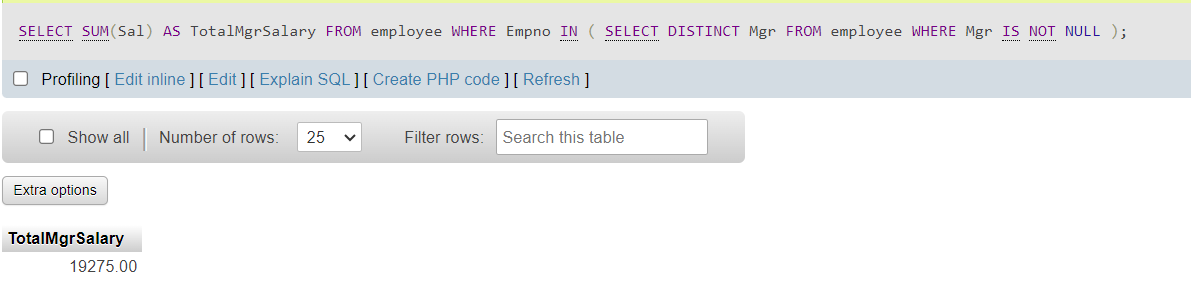 SELECT SUM(Sal) AS TotalMgrSalary FROM employee WHERE Empno IN ( SELECT DISTINCT Mgr FROM employee WHERE Mgr IS NOT NULL );
Profiling [ Edit inline ] [ Edit ] [ Explain SQL ] [ Create PHP code ] [ Refresh ]
Show all | Number of rows: 25 Filter rows: Search this table
Extra options
TotalMgrSalary
19275.00